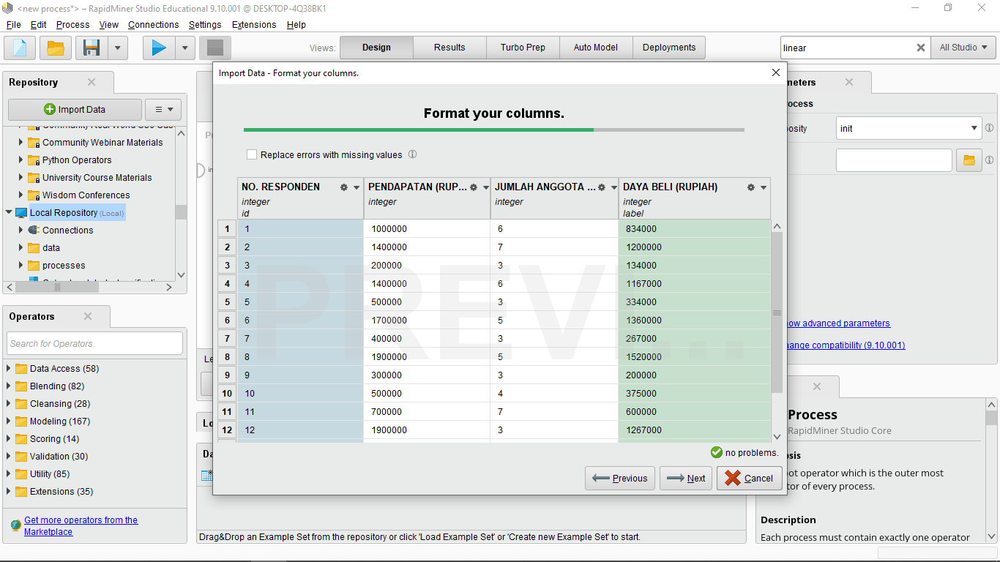 <new process*> – RapidMiner Studio Educational 9.10.001 @ DESKTOP-4Q38BK1
File Edit Process View Connections Settings Extensions Help
Views: Design Results Turbo Prep Auto Model Deployments linear All Studio
Repository
Import Data
Community Webinar Materials
Python Operators
University Course Materials
Wisdom Conferences
Local Repository (Local)
Connections
data
processes
Operators
Search for Operators
Data Access (58)
Blending (82)
Cleansing (28)
Modeling (167)
Scoring (14)
Validation (30)
Utility (85)
Extensions (35)
Get more operators from the
Marketplace
Import Data - Format your columns.
Format your columns.
Replace errors with missing values
NO. RESPONDEN PENDAPATAN (RUP... JUMLAH ANGGOTA ... DAYA BELI (RUPIAH)
integer integer integer integer
id label
1 1 1000000 6 834000
2 2 1400000 7 1200000
3 3 200000 3 134000
4 4 1400000 6 1167000
5 5 500000 3 334000
6 6 1700000 5 1360000
7 7 400000 3 267000
8 8 1900000 5 1520000
9 9 300000 3 200000
10 10 500000 4 375000
11 11 700000 7 600000
12 12 1900000 3 1267000
PREVI...
no problems.
Previous Next Cancel
Drag&Drop an Example Set from the repository or click 'Load Example Set' or 'Create new Example Set' to start.
meters
rocess
osity init
ow advanced parameters
hange compatibility (9.10.001)
Process
RapidMiner Studio Core
osis
ot operator which is the outer most
tor of every process.
Description
Each process must contain exactly one operator